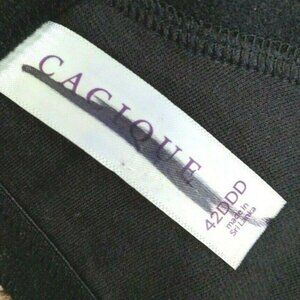 CACIQUE
42DDD
made in
Sri Lanka